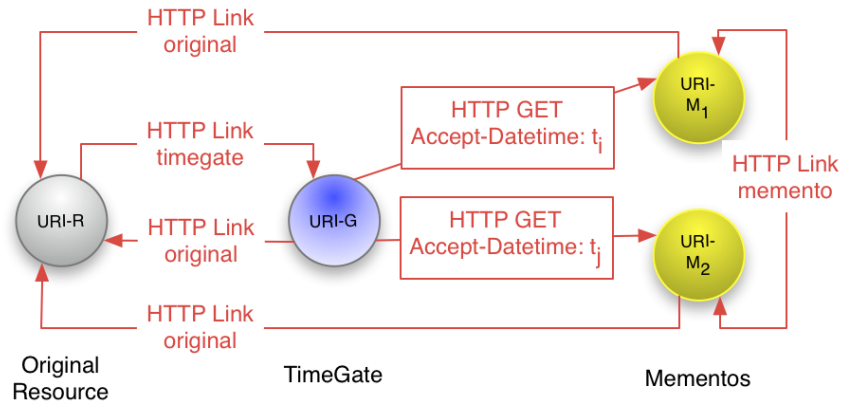 HTTP Link
original
URI-
M1
HTTP GET
Accept-Datetime: ti
HTTP Link
timegate
HTTP Link
memento
URI-R
URI-G
HTTP Link
original
HTTP GET
Accept-Datetime: tj
URI-
M2
HTTP Link
original
Original
Resource
TimeGate
Mementos